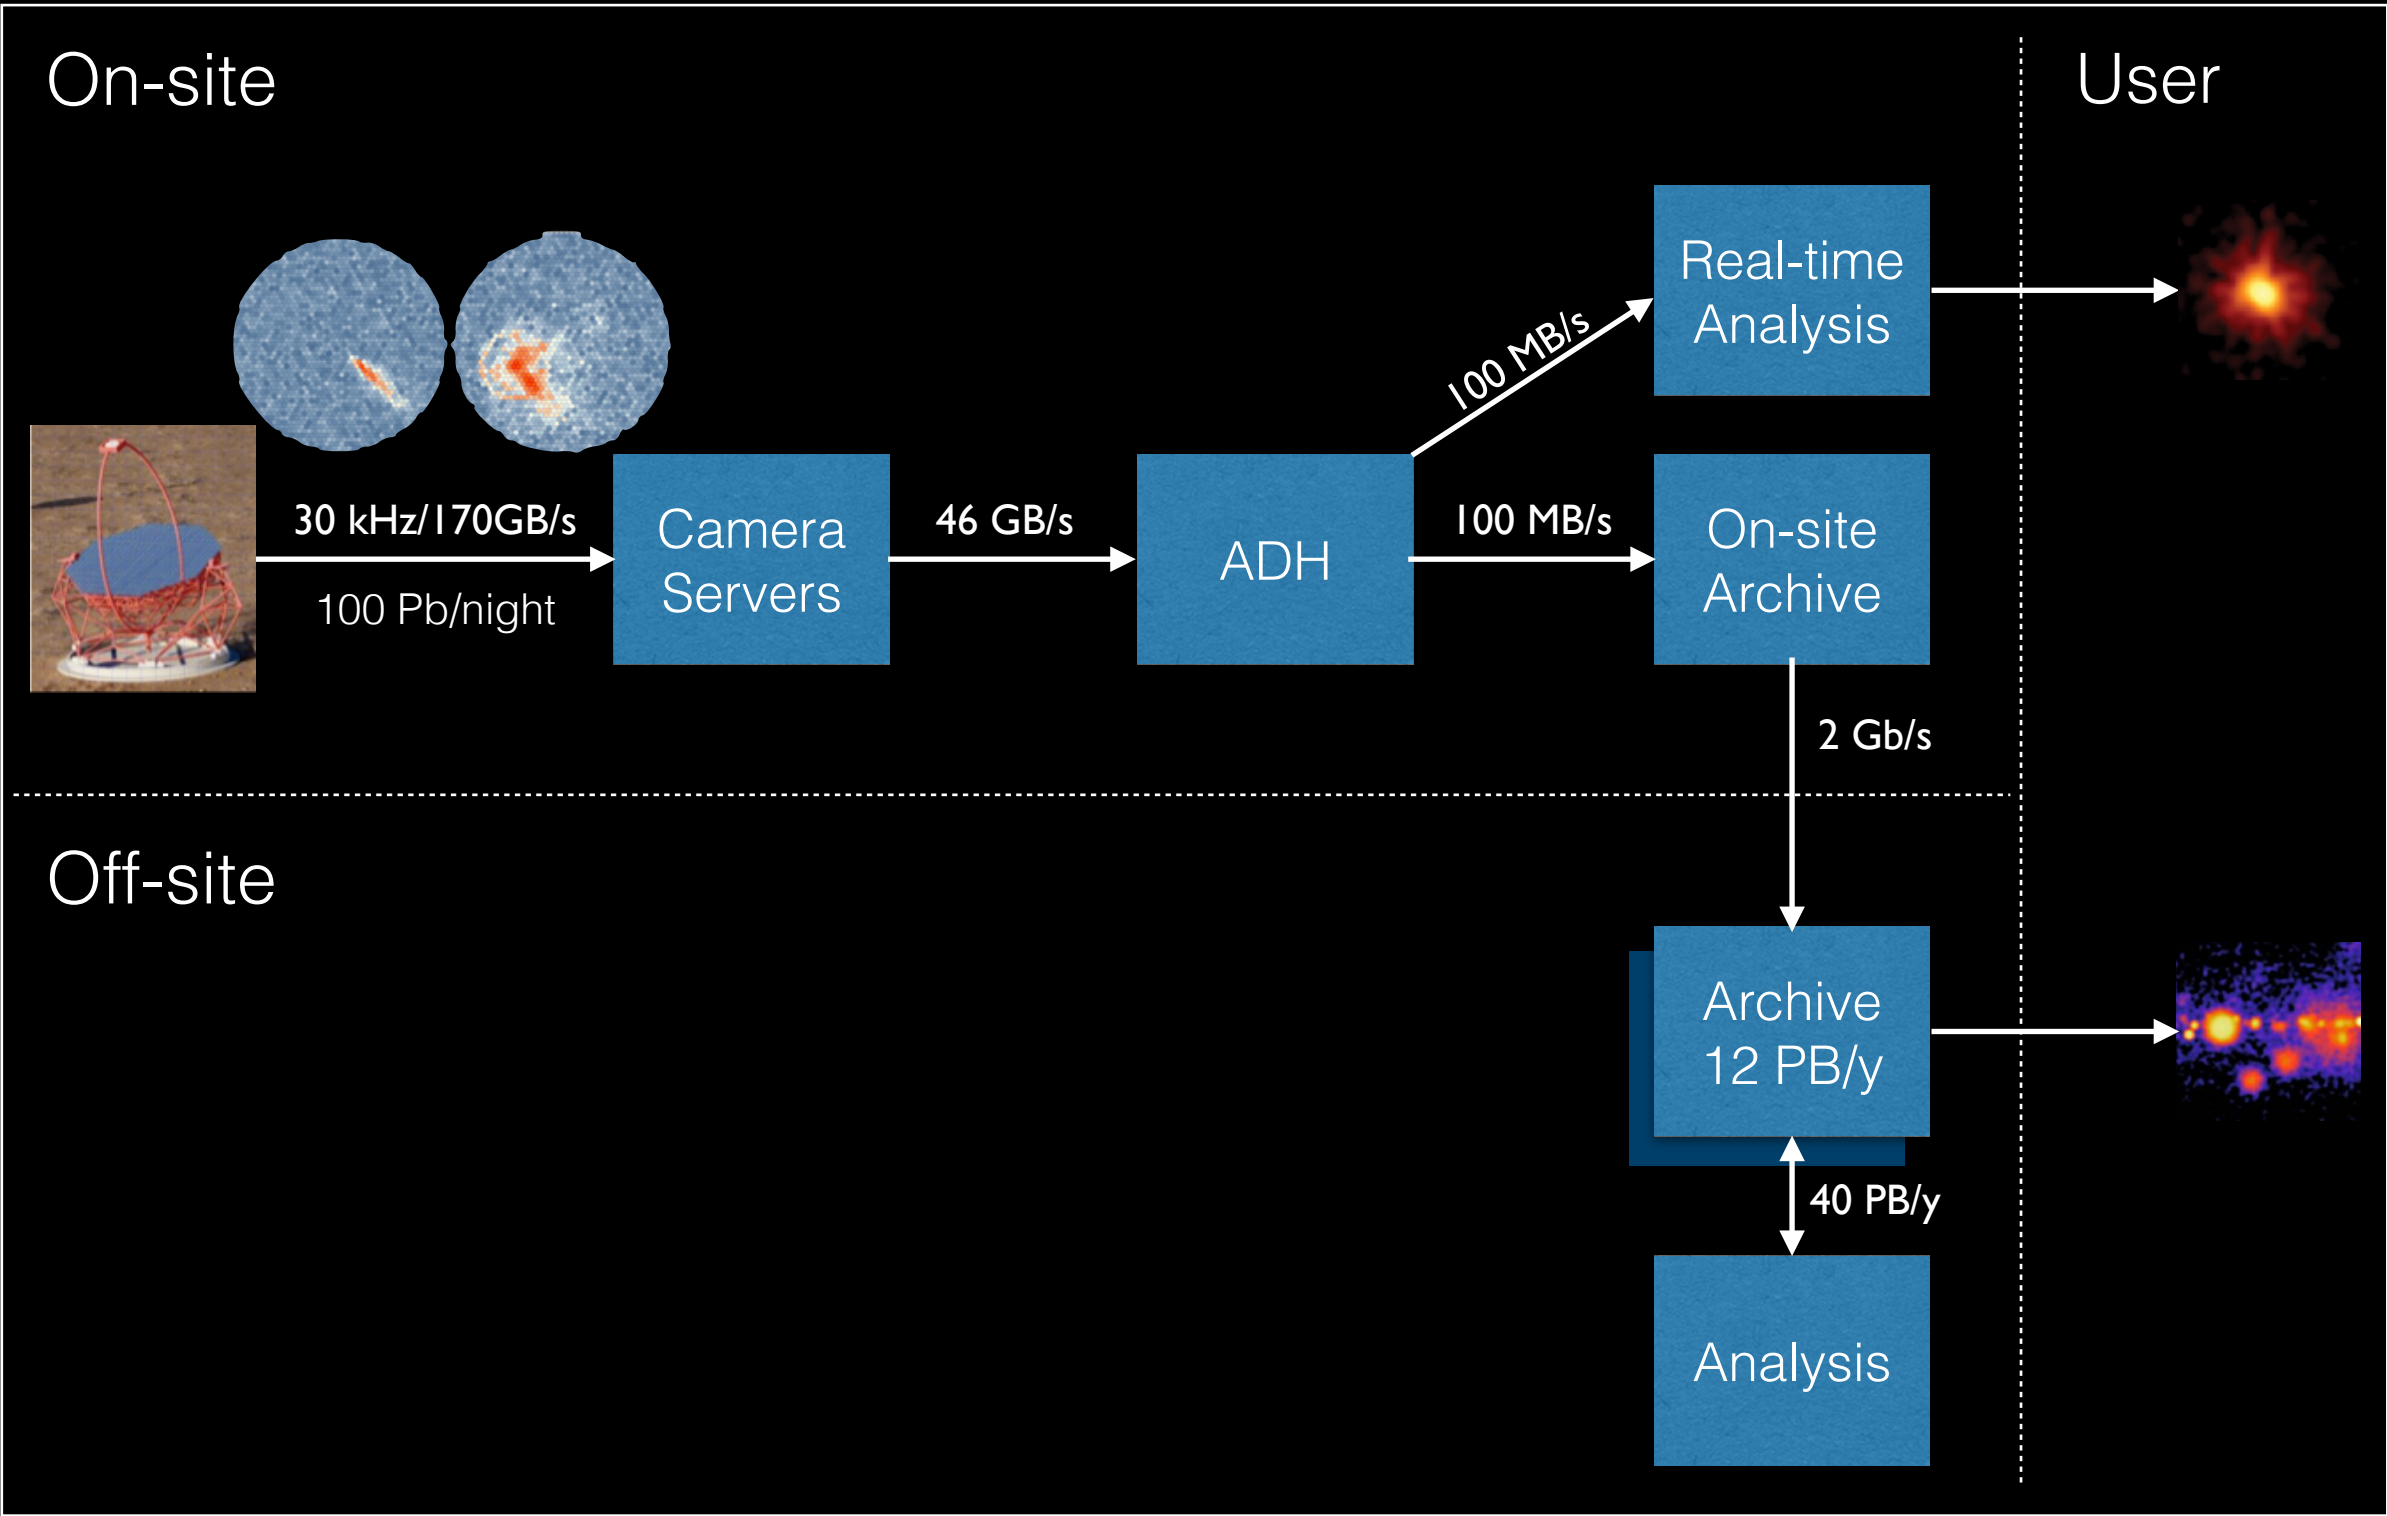 On-site
User
Real-time
Analysis
100 MB/s
30 kHz/170GB/s
100 Pb/night
Camera
Servers
46 GB/s
ADH
100 MB/s
On-site
Archive
2 Gb/s
Off-site
Archive
12 PB/y
40 PB/y
Analysis